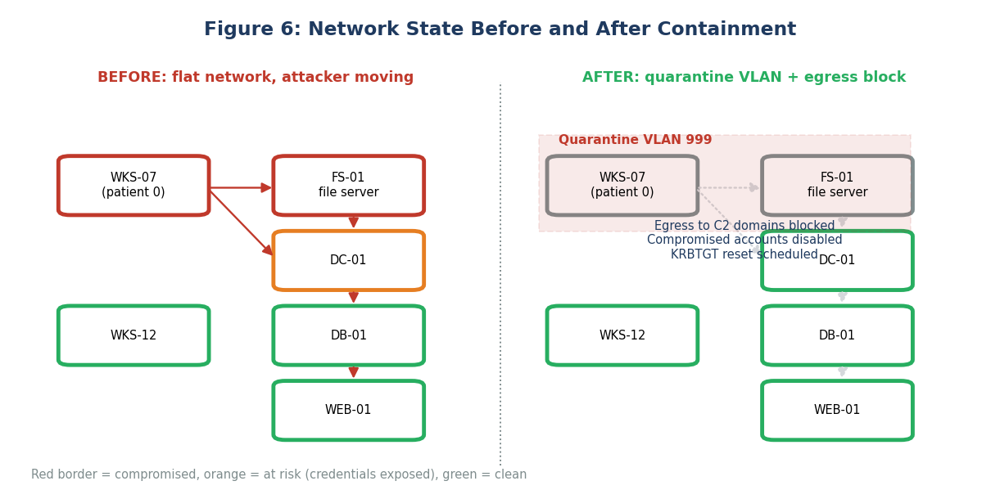 Figure 6: Network State Before and After Containment
BEFORE: flat network, attacker moving
WKS-07
(patient 0)
FS-01
file server
DC-01
WKS-12
DB-01
WEB-01
AFTER: quarantine VLAN + egress block
Quarantine VLAN 999
WKS-07
(patient 0)
FS-01
file server
Egress to C2 domains blocked
Compromised accounts disabled
KRBTGT reset scheduled
DC-01
WKS-12
DB-01
WEB-01
Red border = compromised, orange = at risk (credentials exposed), green = clean